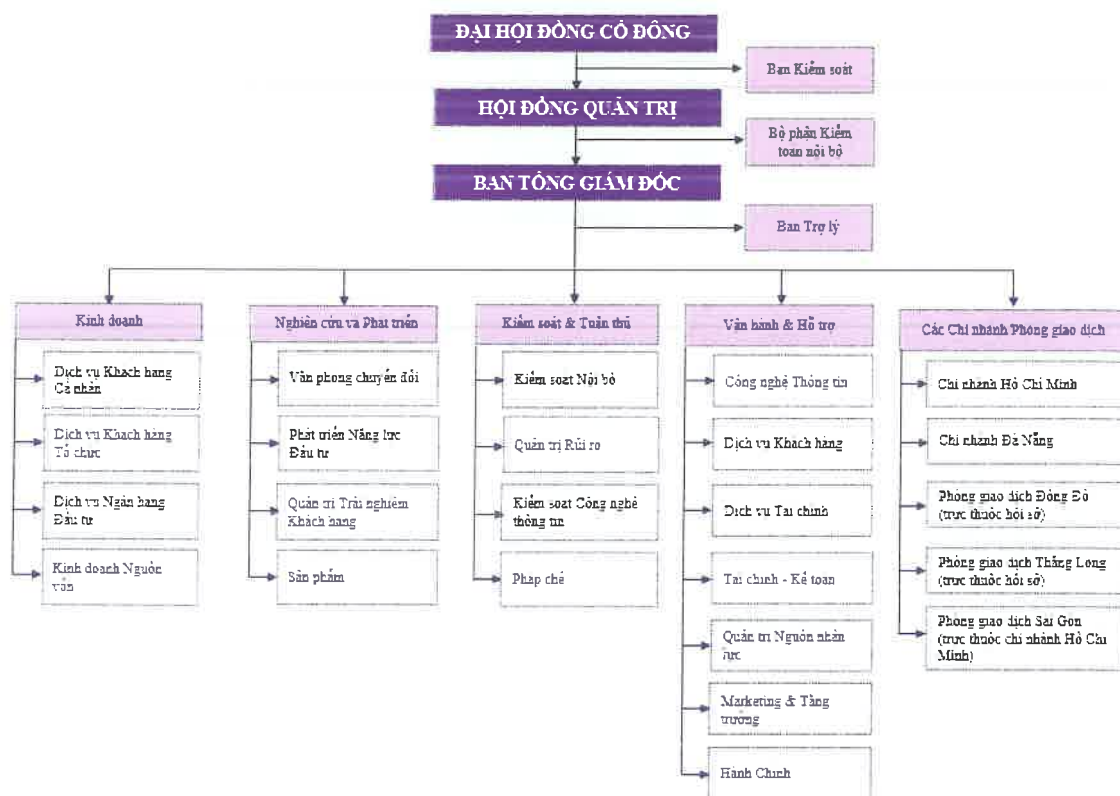 ĐẠI HỘI ĐỒNG CỔ ĐÔNG
Ban Kiểm soát
HỘI ĐỒNG QUẢN TRỊ
Bộ phận Kiểm
toán nội bộ
BAN TỔNG GIÁM ĐỐC
Ban Trợ lý
Kinh doanh
Dịch vụ Khách hàng
Cá nhân
Dịch vụ Khách hàng
Tổ chức
Dịch vụ Ngân hàng
Đầu tư
Kinh doanh Nguồn
vốn
Nghiên cứu và Phát triển
Văn phòng chuyển đổi
Phát triển Năng lực
Đầu tư
Quản trị Trải nghiệm
Khách hàng
Sản phẩm
Kiểm soát & Tuân thủ
Kiểm soát Nội bộ
Quản trị Rủi ro
Kiểm soát Công nghệ
thông tin
Pháp chế
Vận hành & Hỗ trợ
Công nghệ Thông tin
Dịch vụ Khách hàng
Dịch vụ Tài chính
Tài chính - Kế toán
Quản trị Nguồn nhân
lực
Marketing & Tăng
trưởng
Hành Chính
Các Chi nhánh Phòng giao dịch
Chi nhánh Hồ Chí Minh
Chi nhánh Đà Nẵng
Phòng giao dịch Đông Đô
(trực thuộc hội sở)
Phòng giao dịch Thăng Long
(trực thuộc hội sở)
Phòng giao dịch Sài Gòn
(trực thuộc chi nhánh Hồ Chí
Minh)